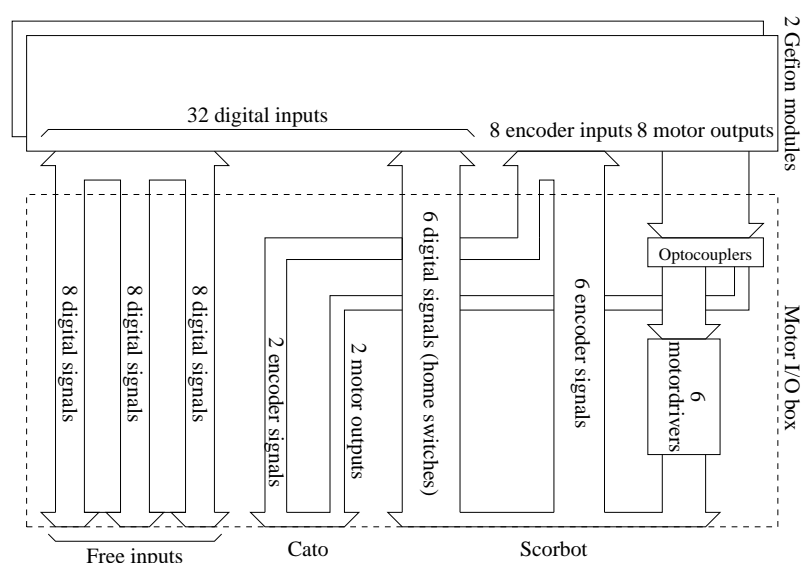 2 Gefion modules
32 digital inputs
8 encoder inputs
8 motor outputs
Optocouplers
Motor I/O box
8 digital signals
8 digital signals
8 digital signals
2 encoder signals
2 motor outputs
6 digital signals (home switches)
6 encoder signals
6
motordrivers
Free inputs
Cato
Scorbot